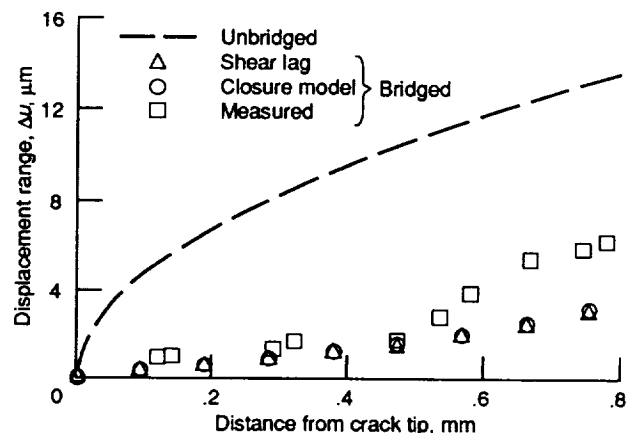 16
12
8
4
0
Displacement range, Δu, μm
Unbridged
Shear lag
Closure model
Measured
Bridged
.2
.4
.6
.8
Distance from crack tip, mm